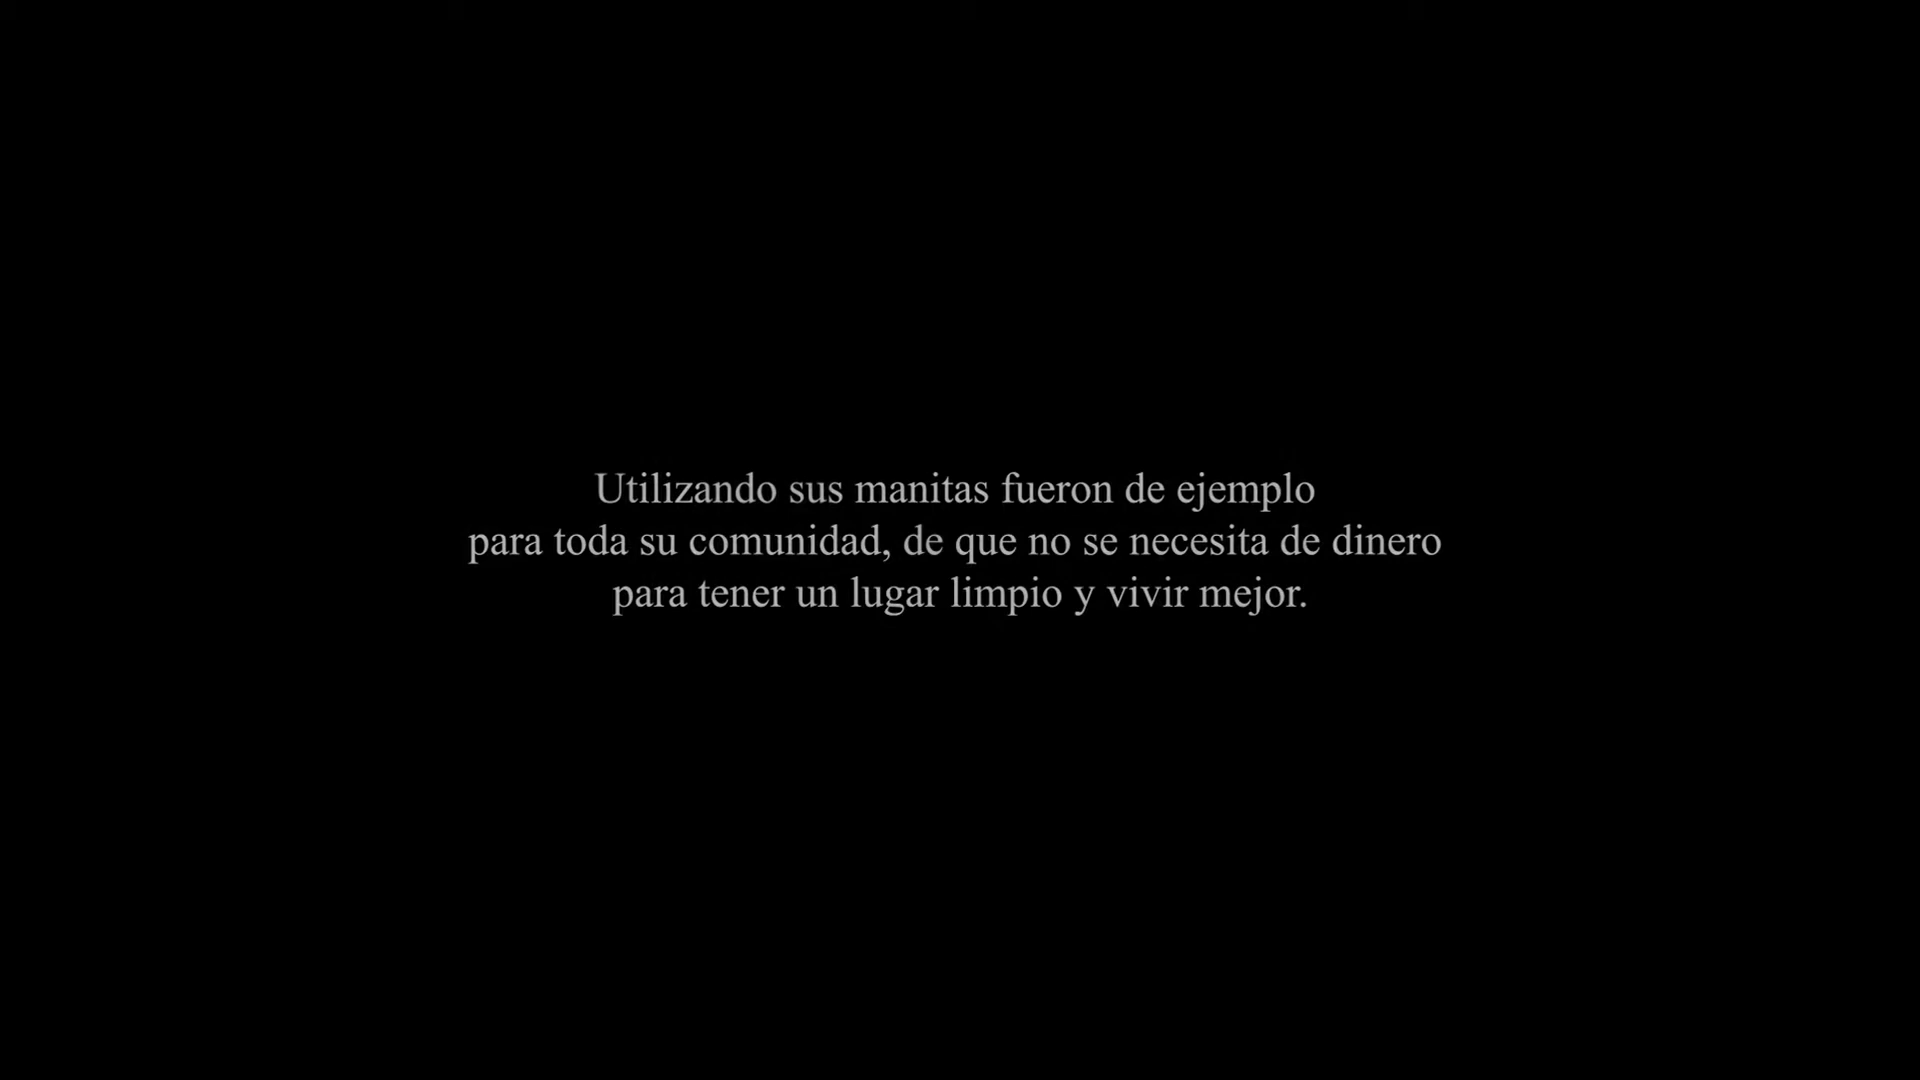 Utilizando sus manitas fueron de ejemplo
para toda su comunidad, de que no se necesita de dinero
para tener un lugar limpio y vivir mejor.